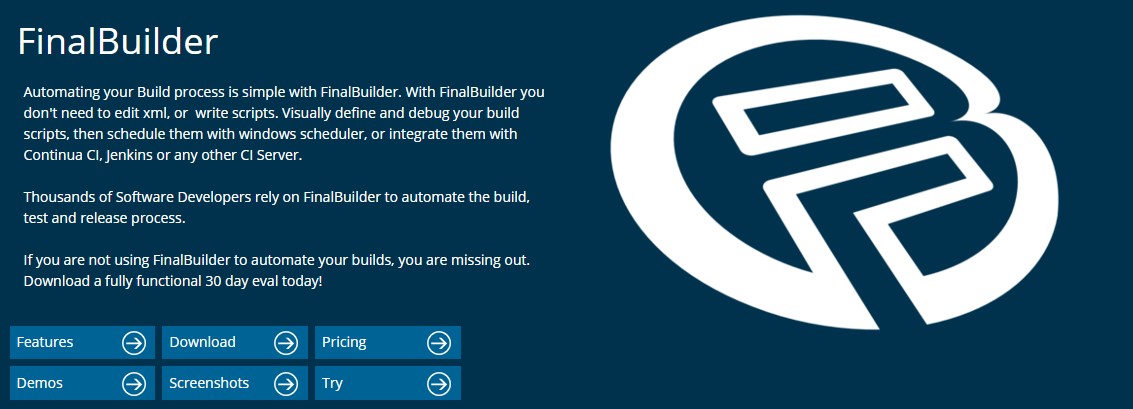 FinalBuilder
Automating your Build process is simple with FinalBuilder. With FinalBuilder you
don't need to edit xml, or  write scripts. Visually define and debug your build
scripts, then schedule them with windows scheduler, or integrate them with
Continua CI, Jenkins or any other CI Server.
Thousands of Software Developers rely on FinalBuilder to automate the build,
test and release process.
If you are not using FinalBuilder to automate your builds, you are missing out.
Download a fully functional 30 day eval today!
Features Download Pricing
Demos Screenshots Try